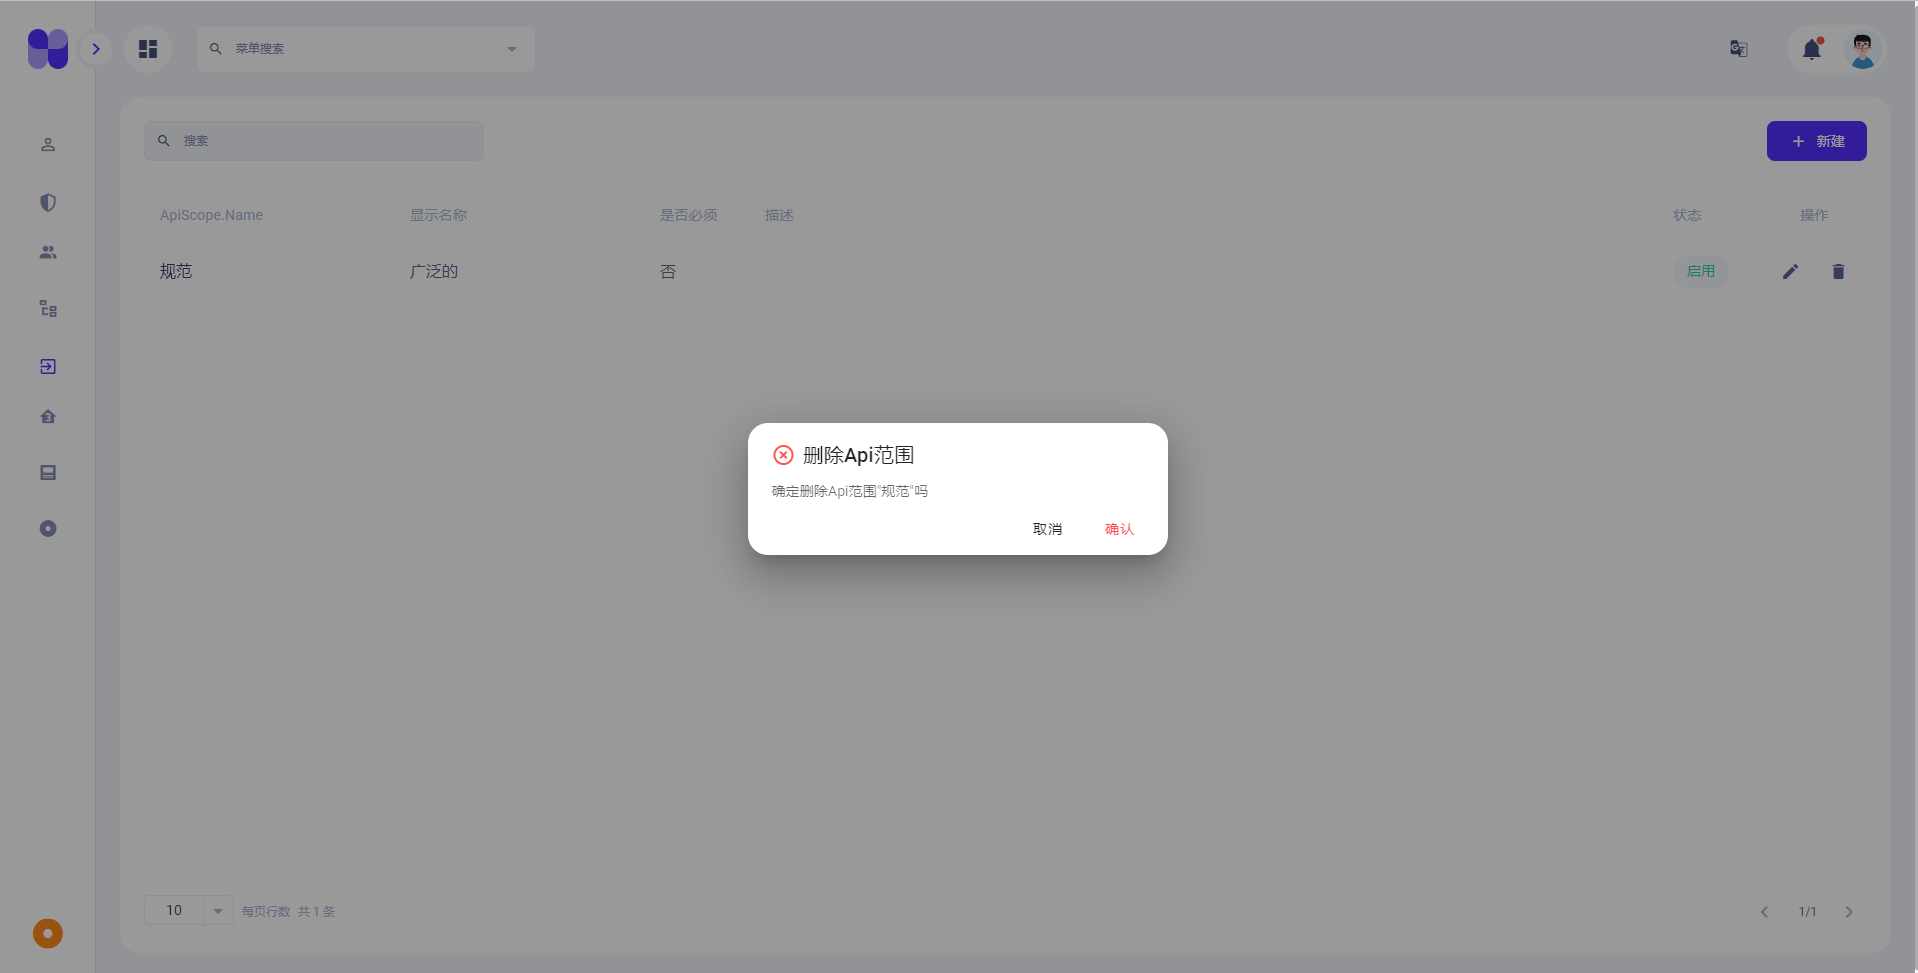 菜单搜索
搜索
新建
ApiScope.Name 显示名称 是否必须 描述 状态 操作
规范 广泛的 否 启用
删除Api范围
确定删除Api范围"规范"吗
取消 确认
10 每页行数 共 1 条 1/1